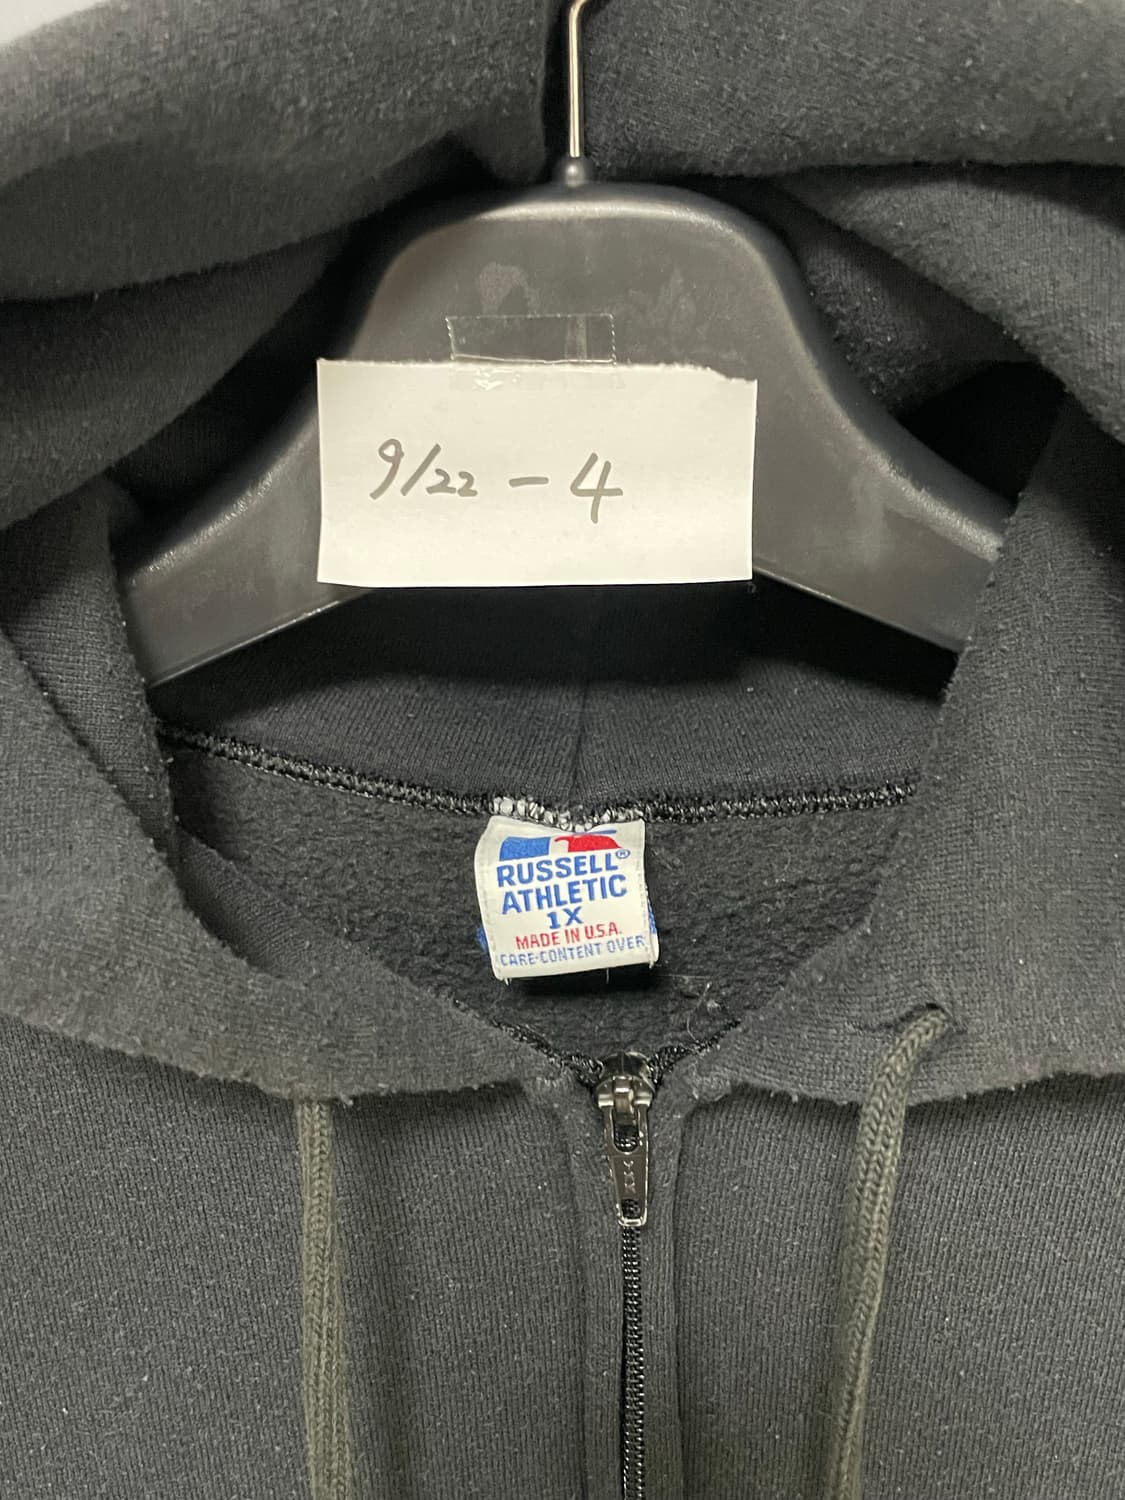 9/22 - 4
RUSSELL®
ATHLETIC
1X
MADE IN U.S.A.
CARE-CONTENT OVER